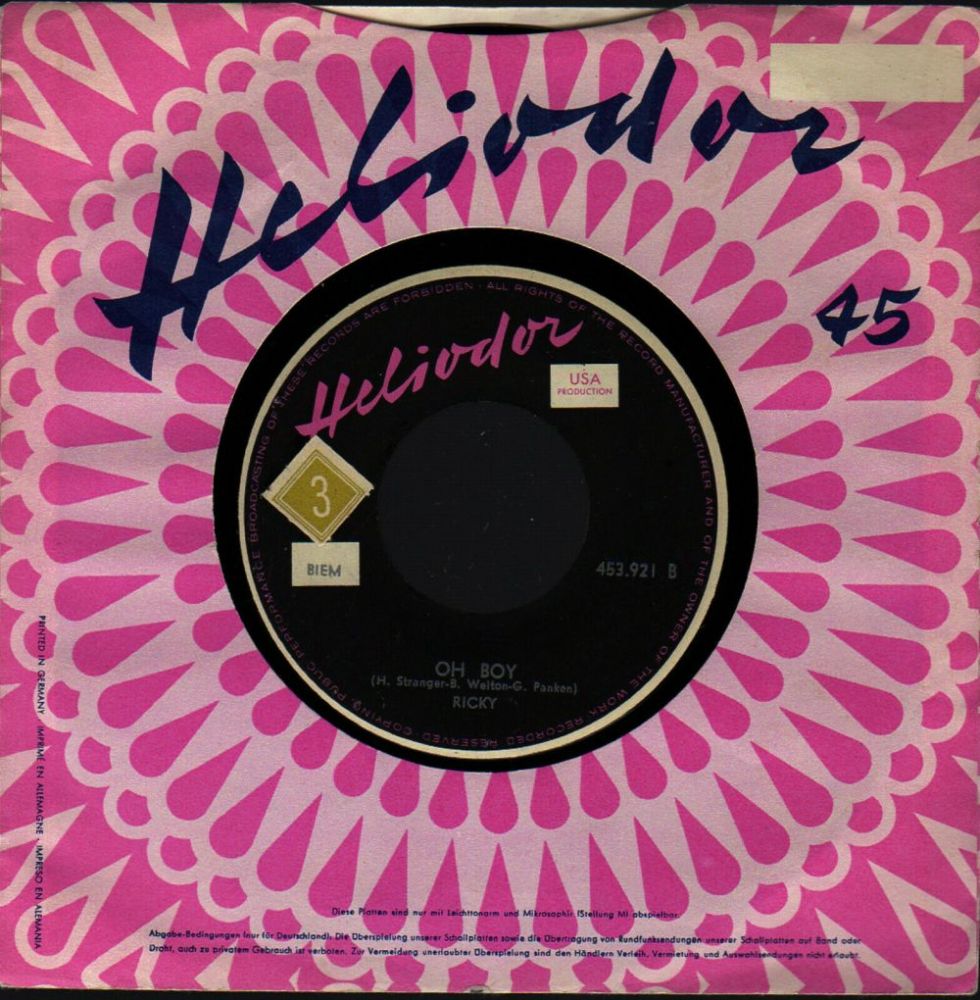 Heliodor
45
COPYING, PUBLIC PERFORMANCE BROADCASTING OF THESE RECORDS ARE FORBIDDEN · ALL RIGHTS OF THE RECORD MANUFACTURER AND OF THE OWNER OF THE WORK RECORDED RESERVED
Heliodor
USA
PRODUCTION
3
BIEM
453.921 B
OH BOY
(H. Stranger-B. Welton-G. Panken)
RICKY
PRINTED IN GERMANY · IMPRIMÉ EN ALLEMAGNE · IMPRESO EN ALEMANIA
Diese Platten sind nur mit Leichttonarm und Mikrosaphir (Stellung M) abspielbar.
Abgabe-Bedingungen (nur für Deutschland). Die Überspielung unserer Schallplatten sowie die Übertragung von Rundfunksendungen unserer Schallplatten auf Band oder
Draht, auch zu privatem Gebrauch ist verboten. Zur Vermeidung unerlaubter Überspielung sind den Händlern Verleih, Vermietung und Auswahlsendungen nicht erlaubt.